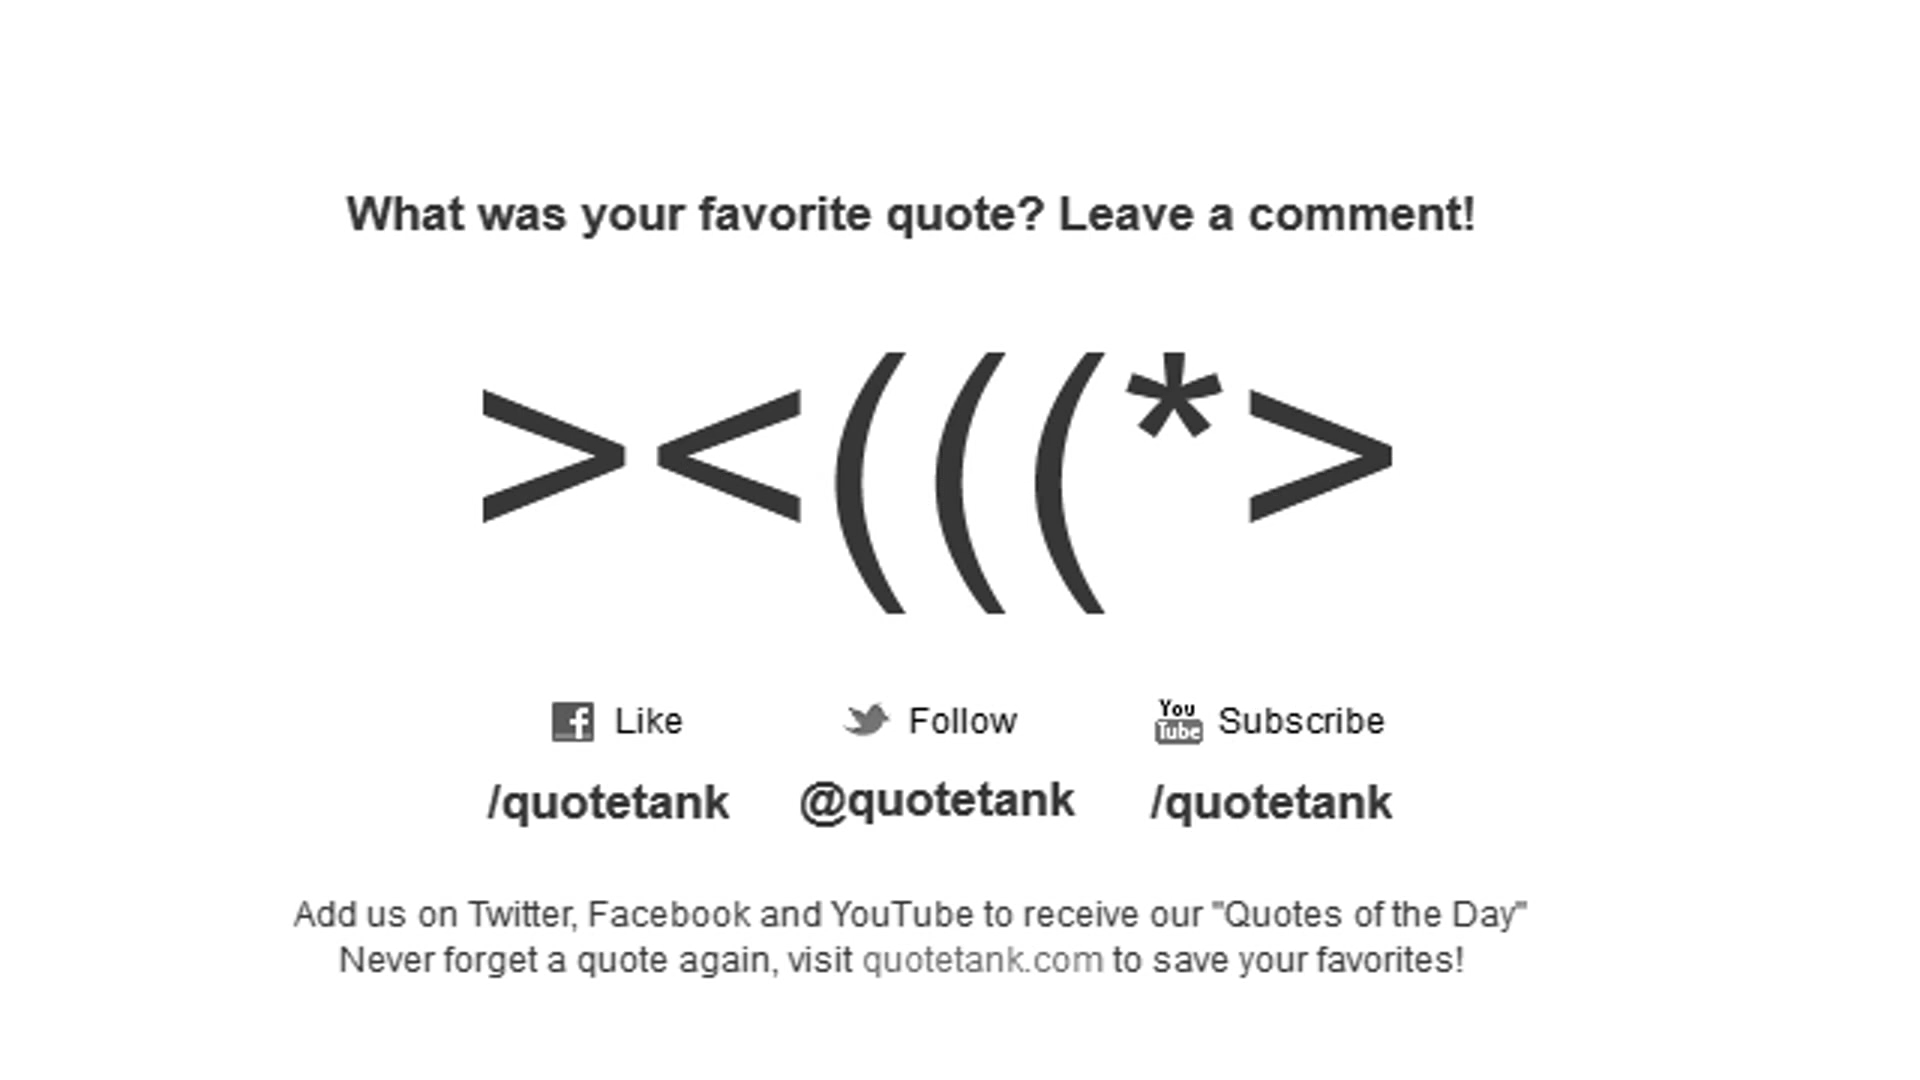 What was your favorite quote? Leave a comment!
><(((*>
f Like
Follow
You Tube Subscribe
/quotetank
@quotetank
/quotetank
Add us on Twitter, Facebook and YouTube to receive our "Quotes of the Day"
Never forget a quote again, visit quotetank.com to save your favorites!